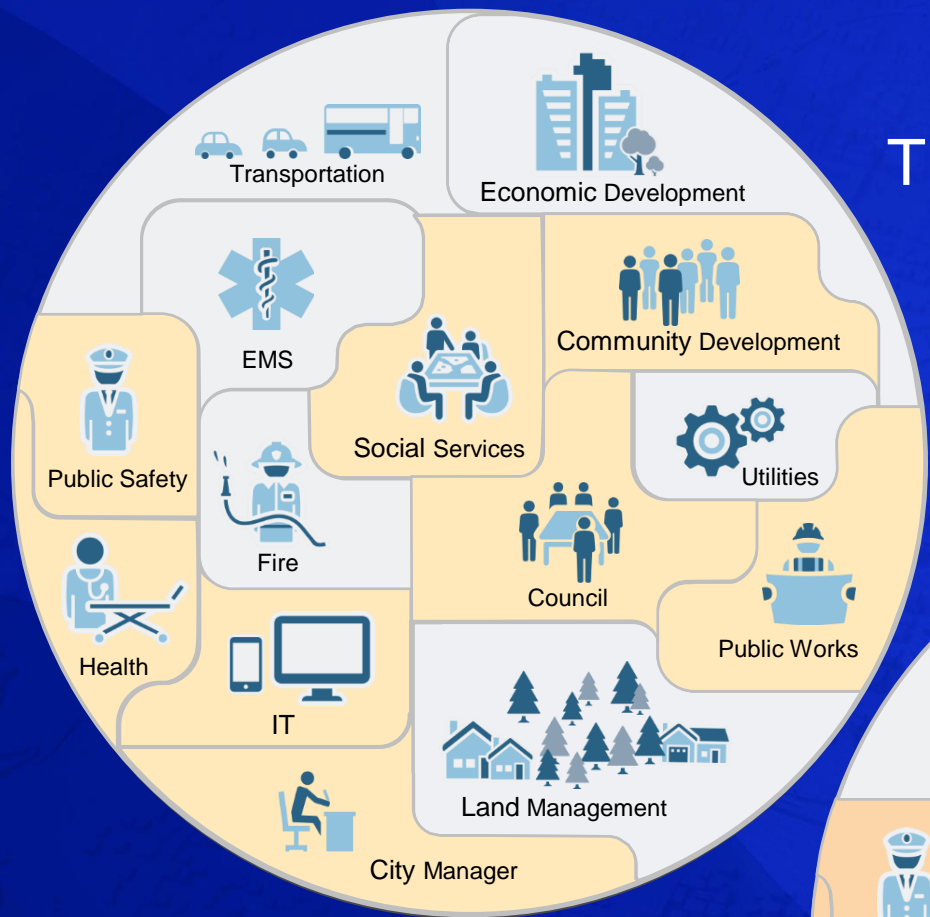 T
Transportation
Economic Development
EMS
Community Development
Social Services
Public Safety
Utilities
Fire
Council
Health
Public Works
IT
Land Management
City Manager